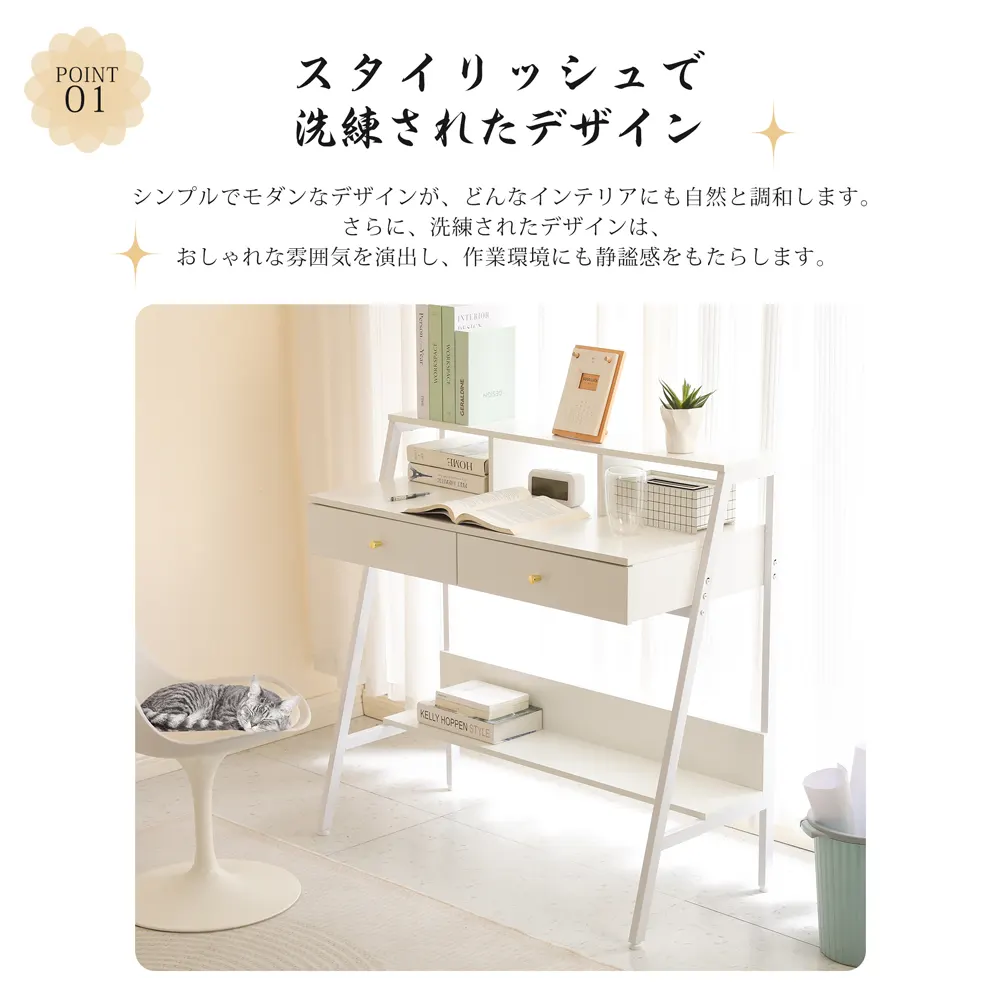 POINT
01
スタイリッシュで
洗練されたデザイン
シンプルでモダンなデザインが、どんなインテリアにも自然と調和します。
さらに、洗練されたデザインは、
おしゃれな雰囲気を演出し、作業環境にも静謐感をもたらします。
INTERIOR
DESIGN
WORKSPACE
WORKSPACE
GERALDINE
DESIGN
HOME
KELLY HOPPEN STYLE